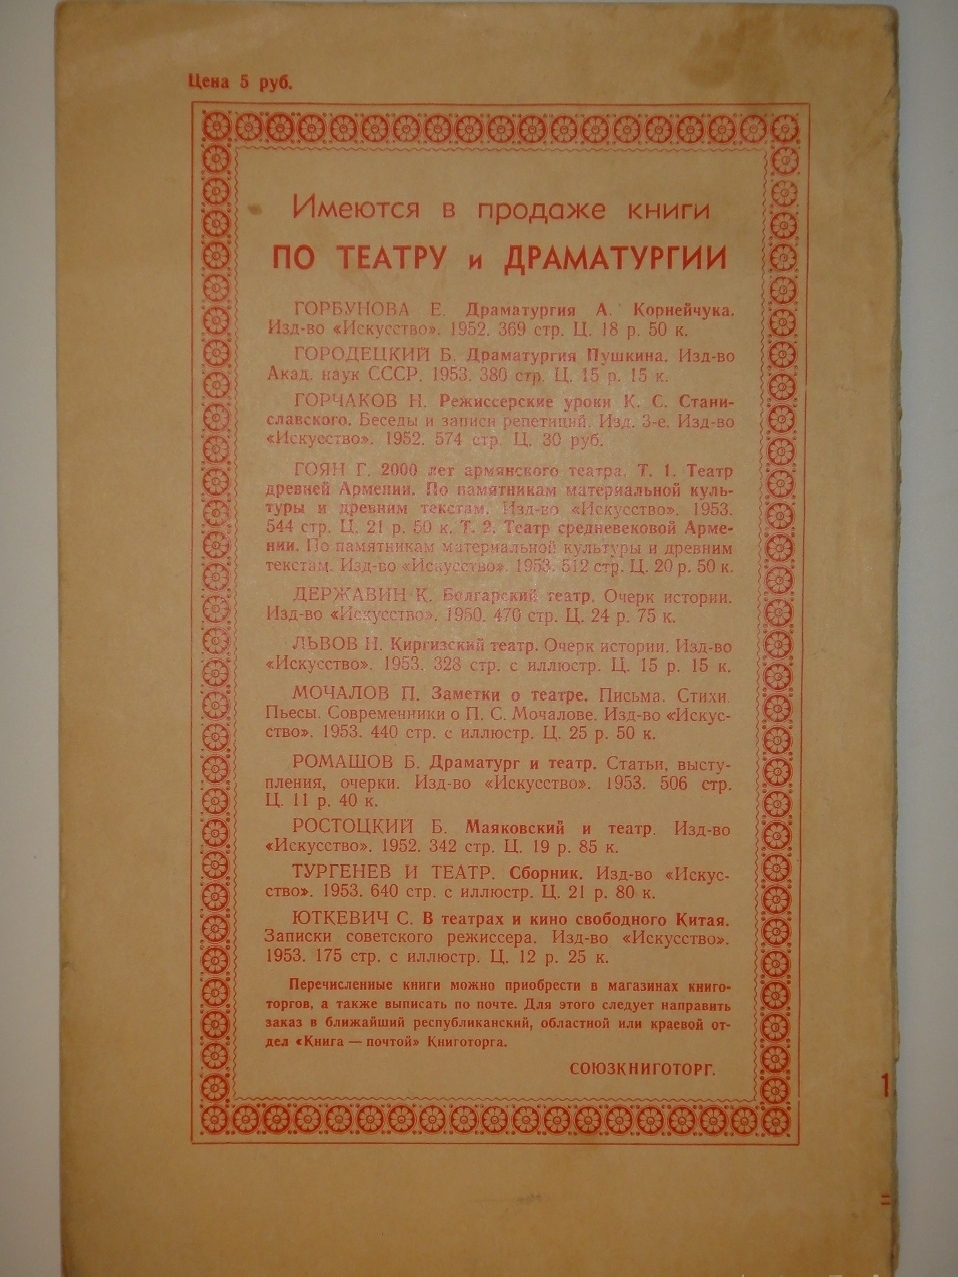 Цена 5 руб.
Имеются в продаже книги
ПО ТЕАТРУ и ДРАМАТУРГИИ
ГОРБУНОВА Е. Драматургия А. Корнейчука.
Изд-во «Искусство». 1952. 369 стр. Ц. 18 р. 50 к.
ГОРОДЕЦКИЙ Б. Драматургия Пушкина. Изд-во
Акад. наук СССР. 1953. 380 стр. Ц. 15 р. 15 к.
ГОРЧАКОВ Н. Режиссерские уроки К. С. Стани-
славского. Беседы и записи репетиций. Изд. 3-е. Изд-во
«Искусство». 1952. 574 стр. Ц. 30 руб.
ГОЯН Г. 2000 лет армянского театра. Т. 1. Театр
древней Армении. По памятникам материальной куль-
туры и древним текстам. Изд-во «Искусство». 1953.
544 стр. Ц. 21 р. 50 к. Т. 2. Театр средневековой Арме-
нии. По памятникам материальной культуры и древним
текстам. Изд-во «Искусство». 1953. 512 стр. Ц. 20 р. 50 к.
ДЕРЖАВИН К. Болгарский театр. Очерк истории.
Изд-во «Искусство». 1950. 470 стр. Ц. 24 р. 75 к.
ЛЬВОВ Н. Киргизский театр. Очерк истории. Изд-во
«Искусство». 1953. 328 стр. с иллюстр. Ц. 15 р. 15 к.
МОЧАЛОВ П. Заметки о театре. Письма. Стихи.
Пьесы. Современники о П. С. Мочалове. Изд-во «Искус-
ство». 1953. 440 стр. с иллюстр. Ц. 25 р. 50 к.
РОМАШОВ Б. Драматург и театр. Статьи, высту-
пления, очерки. Изд-во «Искусство». 1953. 506 стр.
Ц. 11 р. 40 к.
РОСТОЦКИЙ Б. Маяковский и театр. Изд-во
«Искусство». 1952. 342 стр. Ц. 19 р. 85 к.
ТУРГЕНЕВ И ТЕАТР. Сборник. Изд-во «Искус-
ство». 1953. 640 стр. с иллюстр. Ц. 21 р. 80 к.
ЮТКЕВИЧ С. В театрах и кино свободного Китая.
Записки советского режиссера. Изд-во «Искусство».
1953. 175 стр. с иллюстр. Ц. 12 р. 25 к.
Перечисленные книги можно приобрести в магазинах книго-
торгов, а также выписать по почте. Для этого следует направить
заказ в ближайший республиканский, областной или краевой от-
дел «Книга — почтой» Книготорга.
СОЮЗКНИГОТОРГ.
1